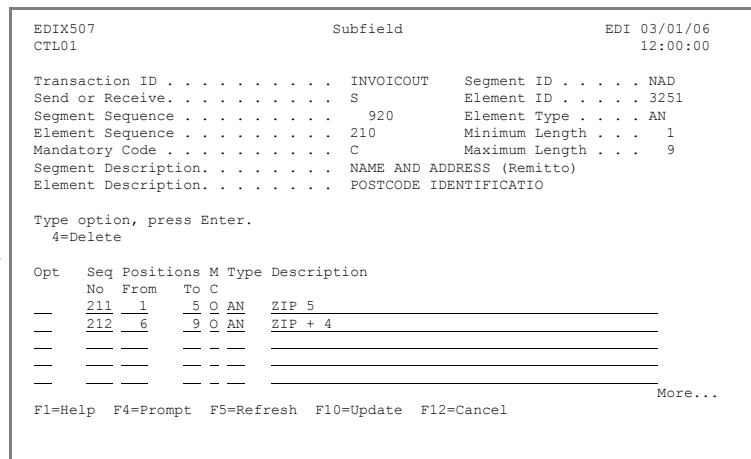 EDIX507 Subfield EDI 03/01/06
CTL01 12:00:00
Transaction ID . . . . . . . . . . INVOICOUT Segment ID . . . . . NAD
Send or Receive. . . . . . . . . . S Element ID . . . . . 3251
Segment Sequence . . . . . . . . . 920 Element Type . . . . AN
Element Sequence . . . . . . . . . 210 Minimum Length . . . 1
Mandatory Code . . . . . . . . . . C Maximum Length . . . 9
Segment Description. . . . . . . . NAME AND ADDRESS (Remitto)
Element Description. . . . . . . . POSTCODE IDENTIFICATIO
Type option, press Enter.
4=Delete
Opt Seq Positions M Type Description
No From To C
211 1 5 O AN ZIP 5
212 6 9 O AN ZIP + 4
More...
F1=Help F4=Prompt F5=Refresh F10=Update F12=Cancel